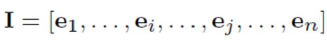 I = [e₁, . . . , eᵢ, . . . , eⱼ, . . . , eₙ]